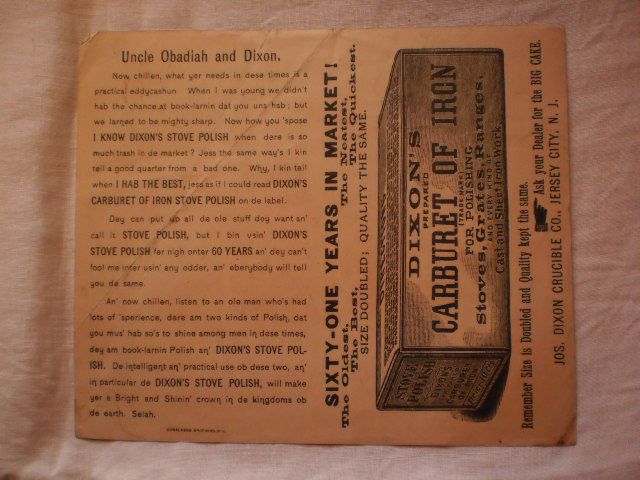 Uncle Obadiah and Dixon.
Now, chillen, what yer needs in dese times is a
practical eddycashun When I was young we didn't
hab the chance at book-larnin dat you uns hab; but
we larned to be mighty sharp. Now how you 'spose
I KNOW DIXON'S STOVE POLISH when dere is so
much trash in de market? Jess the same way's I kin
tell a good quarter from a bad one. Why, I kin tell
when I HAB THE BEST, jess as if I could read DIXON'S
CARBURET OF IRON STOVE POLISH on de label.
Dey can put up all de ole stuff dey want an'
call it STOVE POLISH, but I bin usin' DIXON'S
STOVE POLISH fer nigh onter 60 YEARS an' dey can't
fool me inter usin' any odder, an' eberybody will tell
you de same.
An' now chillen, listen to an ole man who's had
lots of 'sperience, dere am two kinds of Polish, dat
you mus' hab so's to shine among men in dese times,
dey am book-larnin Polish an' DIXON'S STOVE POL-
ISH. De intelligent an' practical use ob dese two, an'
in particular de DIXON'S STOVE POLISH, will make
yer a Bright and Shinin' crown in de kingdoms ob
de earth. Selah.
SIXTY-ONE YEARS IN MARKET!
The Oldest, The Neatest,
The Best, The Quickest.
SIZE DOUBLED; QUALITY THE SAME.
DIXON'S
PREPARED
CARBURET OF IRON
(TRADE MARK)
FOR POLISHING
Stoves, Grates, Ranges,
AND EVERY KIND OF
Cast and Sheet Iron Work.
STOVE
POLISH
DIXON'S
CARBURET
OF IRON
Remember Size is Doubled and Quality kept the same.
Ask your Dealer for the BIG CAKE.
JOS. DIXON CRUCIBLE CO., JERSEY CITY, N. J.